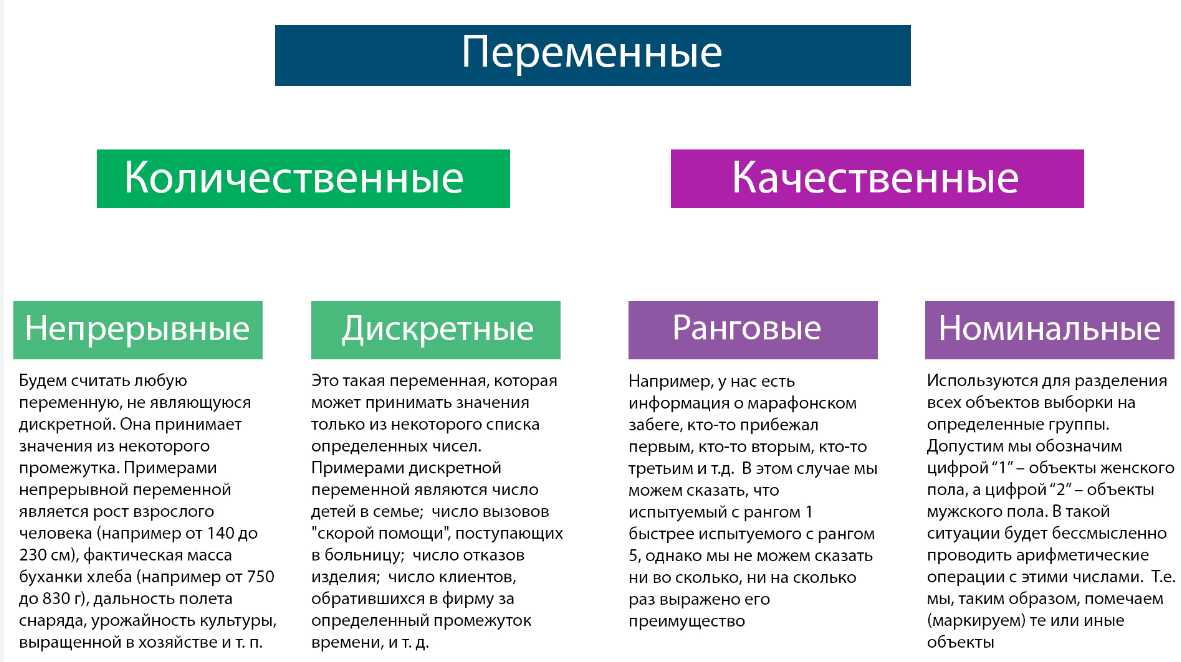 Переменные
Количественные
Качественные
Непрерывные
Будем считать любую
переменную, не являющуюся
дискретной. Она принимает
значения из некоторого
промежутка. Примерами
непрерывной переменной
является рост взрослого
человека (например от 140 до
230 см), фактическая масса
буханки хлеба (например от 750
до 830 г), дальность полета
снаряда, урожайность культуры,
выращенной в хозяйстве и т. п.
Дискретные
Это такая переменная, которая
может принимать значения
только из некоторого списка
определенных чисел.
Примерами дискретной
переменной являются число
детей в семье;  число вызовов
"скорой помощи", поступающих
в больницу;  число отказов
изделия;  число клиентов,
обратившихся в фирму за
определенный промежуток
времени, и т. д.
Ранговые
Например, у нас есть
информация о марафонском
забеге, кто-то прибежал
первым, кто-то вторым, кто-то
третьим и т.д.  В этом случае мы
можем сказать, что
испытуемый с рангом 1
быстрее испытуемого с рангом
5, однако мы не можем сказать
ни во сколько, ни на сколько
раз выражено его
преимущество
Номинальные
Используются для разделения
всех объектов выборки на
определенные группы.
Допустим мы обозначим
цифрой “1” – объекты женского
пола, а цифрой “2” – объекты
мужского пола. В такой
ситуации будет бессмысленно
проводить арифметические
операции с этими числами.  Т.е.
мы, таким образом, помечаем
(маркируем) те или иные
объекты